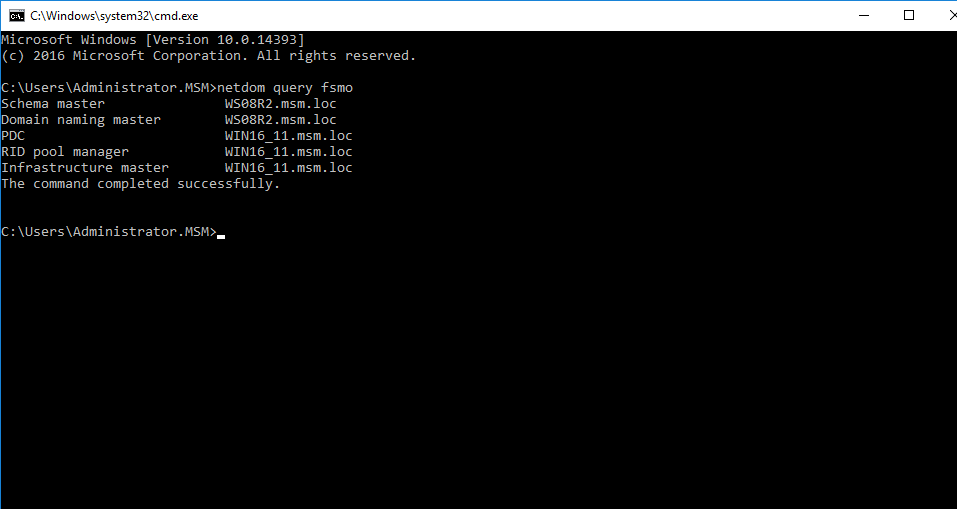 C:\Windows\system32\cmd.exe
Microsoft Windows [Version 10.0.14393]
(c) 2016 Microsoft Corporation. All rights reserved.
C:\Users\Administrator.MSM>netdom query fsmo
Schema master               WS08R2.msm.loc
Domain naming master        WS08R2.msm.loc
PDC                         WIN16_11.msm.loc
RID pool manager            WIN16_11.msm.loc
Infrastructure master       WIN16_11.msm.loc
The command completed successfully.
C:\Users\Administrator.MSM>